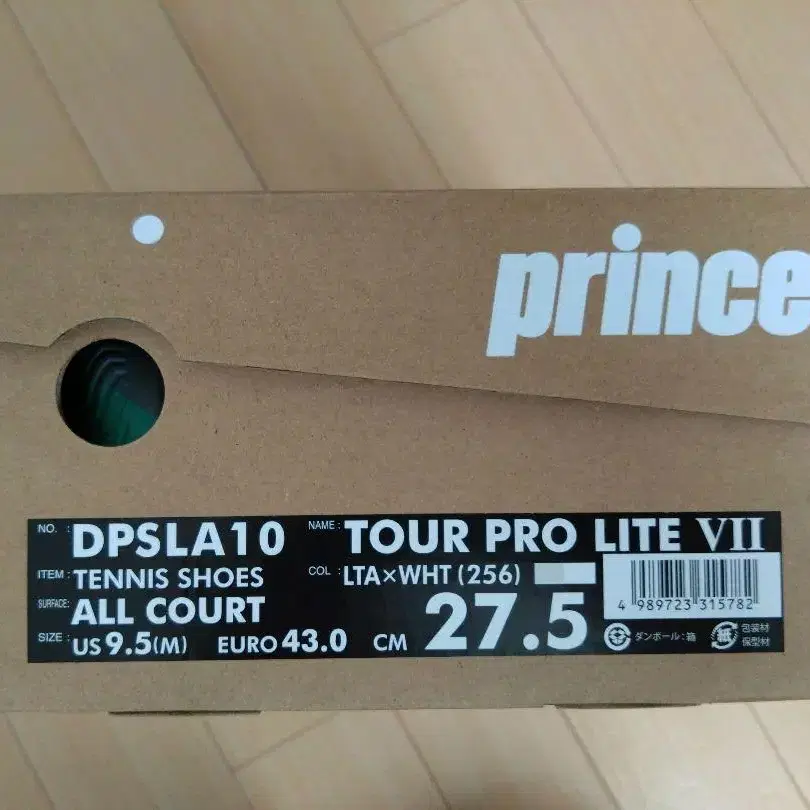 prince
NO. : DPSLA10
NAME : TOUR PRO LITE VII
ITEM : TENNIS SHOES
COL : LTA×WHT (256)
SURFACE: ALL COURT
SIZE : US 9.5(M) EURO 43.0 CM 27.5
4 989723 315782
ダンボール：箱
紙
包装材
保型材